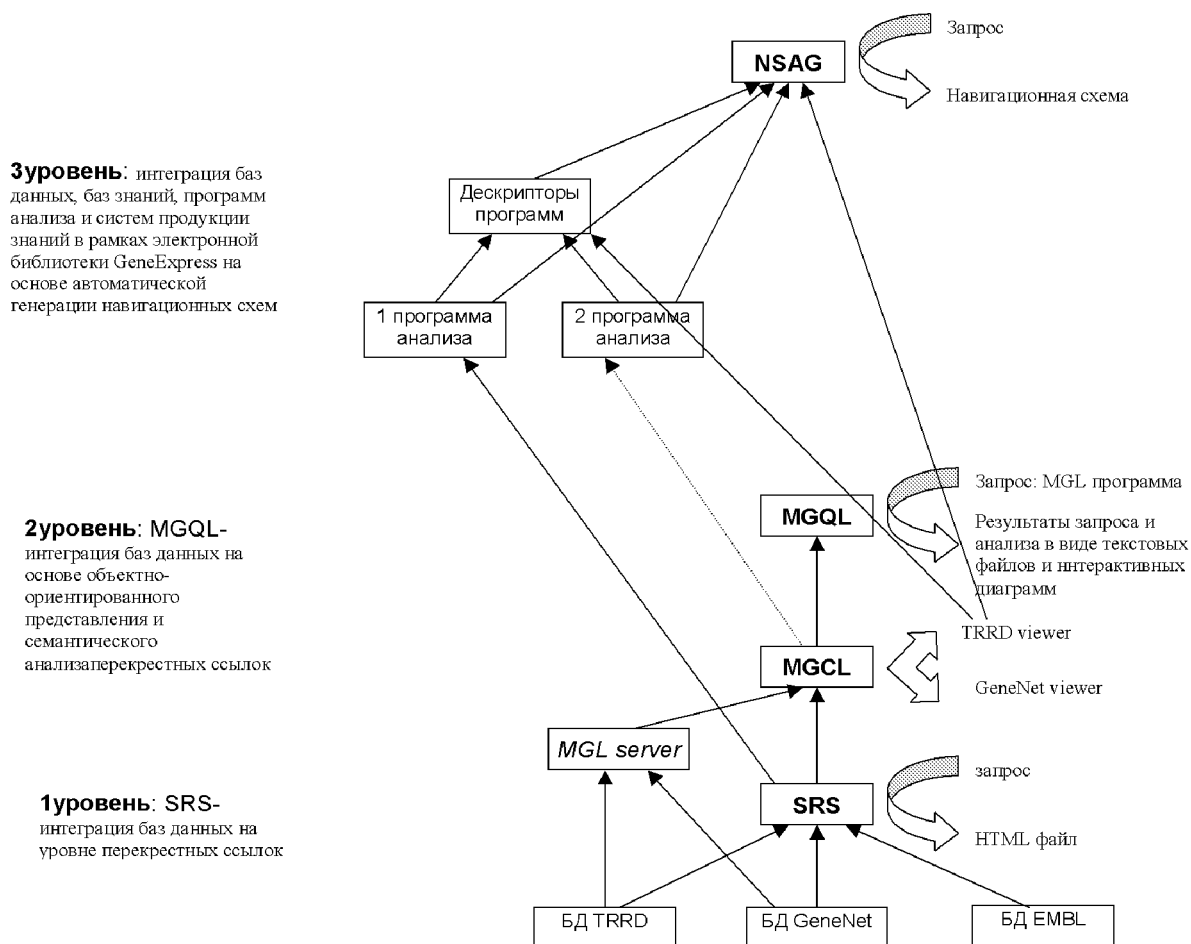 Запрос
NSAG
Навигационная схема
3уровень: интеграция баз
данных, баз знаний, программ
анализа и систем продукции
знаний в рамках электронной
библиотеки GeneExpress на
основе автоматической
генерации навигационных схем
Дескрипторы
программ
1 программа
анализа
2 программа
анализа
2уровень: MGQL-
интеграция баз данных на
основе объектно-
ориентированного
представления и
семантического
анализаперекрестных ссылок
MGQL
Запрос: MGL программа
Результаты запроса и
анализа в виде текстовых
файлов и ннтерактивных
диаграмм
TRRD viewer
MGCL
GeneNet viewer
MGL server
1уровень: SRS-
интеграция баз данных на
уровне перекрестных ссылок
SRS
запрос
HTML файл
БД TRRD
БД GeneNet
БД EMBL